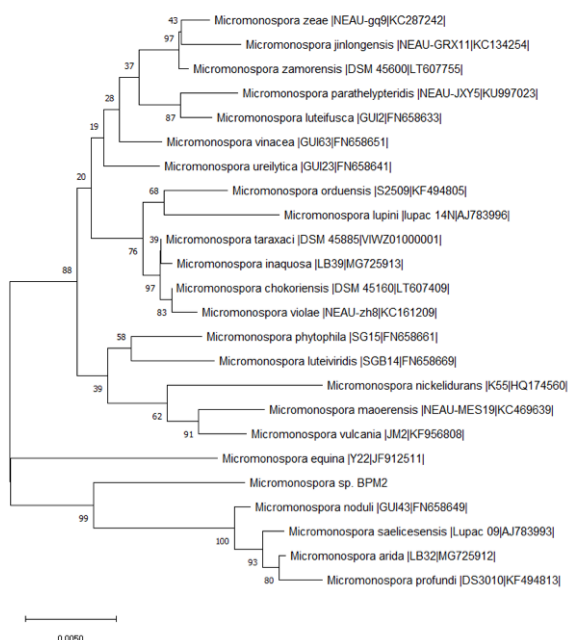 43
Micromonospora zeae |NEAU-gq9|KC287242|
97
Micromonospora jinlongensis |NEAU-GRX11|KC134254|
Micromonospora zamorensis |DSM 45600|LT607755|
37
Micromonospora parathelypteridis |NEAU-JXY5|KU997023|
28
87
Micromonospora luteifusca |GUI2|FN658633|
19
Micromonospora vinacea |GUI63|FN658651|
Micromonospora ureilytica |GUI23|FN658641|
20
68
Micromonospora orduensis |S2509|KF494805|
Micromonospora lupini |lupac 14N|AJ783996|
39
Micromonospora taraxaci |DSM 45885|VIWZ01000001|
76
Micromonospora inaquosa |LB39|MG725913|
88
97
Micromonospora chokoriensis |DSM 45160|LT607409|
83
Micromonospora violae |NEAU-zh8|KC161209|
58
Micromonospora phytophila |SG15|FN658661|
Micromonospora luteiviridis |SGB14|FN658669|
39
Micromonospora nickelidurans |K55|HQ174560|
62
Micromonospora maoerensis |NEAU-MES19|KC469639|
91
Micromonospora vulcania |JM2|KF956808|
Micromonospora equina |Y22|JF912511|
Micromonospora sp. BPM2
99
Micromonospora noduli |GUI43|FN658649|
100
Micromonospora saelicesensis |Lupac 09|AJ783993|
93
Micromonospora arida |LB32|MG725912|
80
Micromonospora profundi |DS3010|KF494813|
0.0050